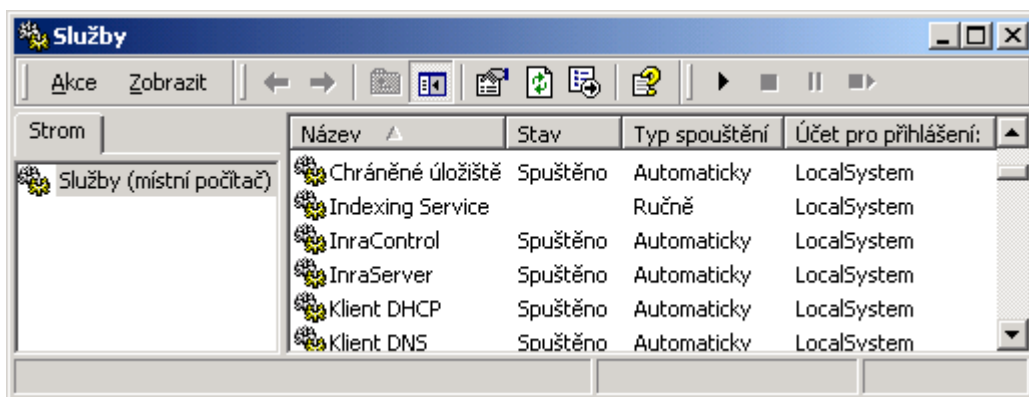 Služby
Akce Zobrazit
Strom
Služby (místní počítač)
Název Stav Typ spouštění Účet pro přihlášení:
Chráněné úložiště Spuštěno Automaticky LocalSystem
Indexing Service Ručně LocalSystem
InraControl Spuštěno Automaticky LocalSystem
InraServer Spuštěno Automaticky LocalSystem
Klient DHCP Spuštěno Automaticky LocalSystem
Klient DNS Spuštěno Automaticky LocalSystem